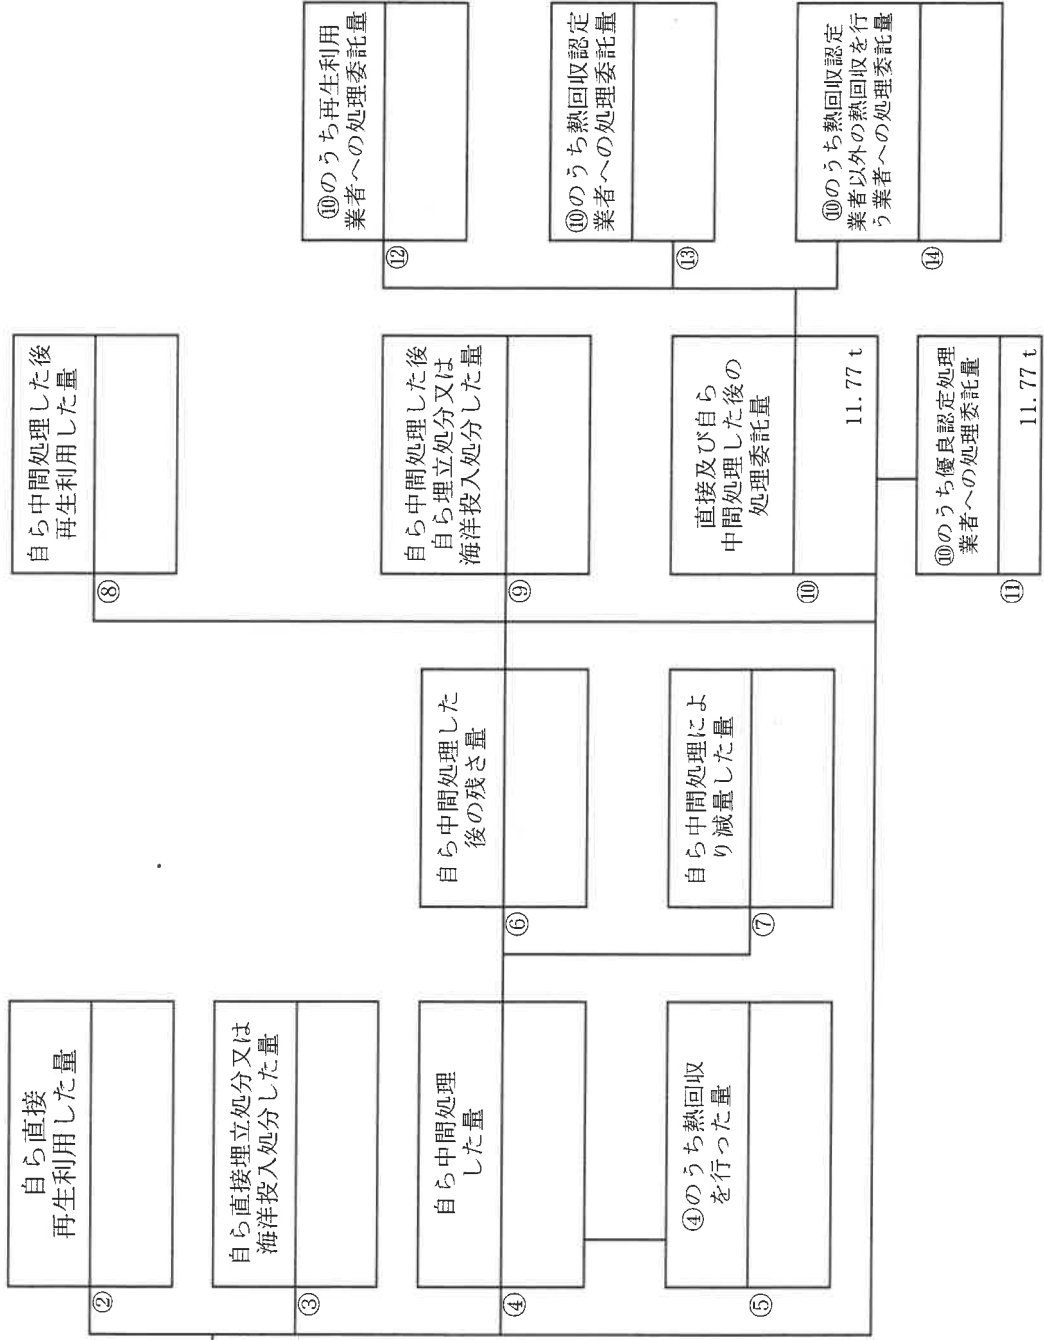 ②
自ら直接
再生利用した量
③
自ら直接埋立処分又は
海洋投入処分した量
④
自ら中間処理
した量
⑤
④のうち熱回収
を行った量
⑥
自ら中間処理した
後の残さ量
⑦
自ら中間処理によ
り減量した量
⑧
自ら中間処理した後
再生利用した量
⑨
自ら中間処理した後
自ら埋立処分又は
海洋投入処分した量
⑩
直接及び自ら
中間処理した後の
処理委託量
11.77 t
⑪
⑩のうち優良認定処理
業者への処理委託量
11.77 t
⑫
⑩のうち再生利用
業者への処理委託量
⑬
⑩のうち熱回収認定
業者への処理委託量
⑭
⑩のうち熱回収認定
業者以外の熱回収を行
う業者への処理委託量